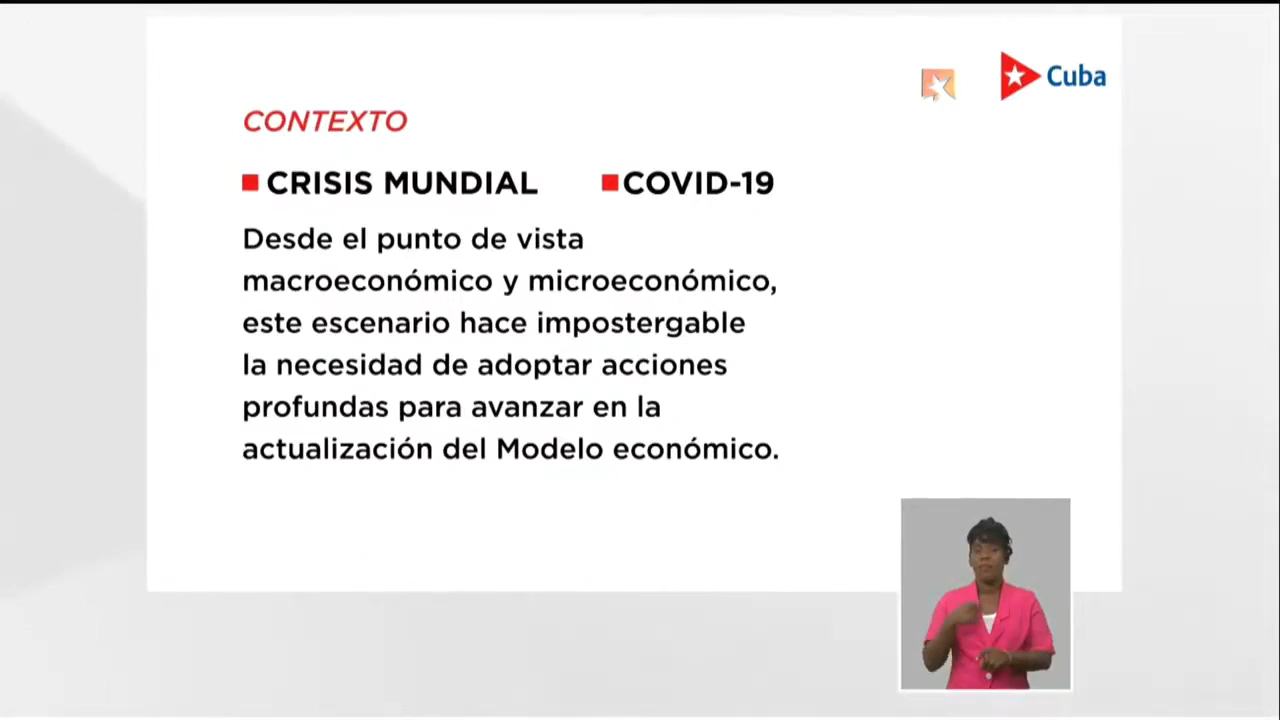 Cuba
CONTEXTO
CRISIS MUNDIAL COVID-19
Desde el punto de vista
macroeconómico y microeconómico,
este escenario hace impostergable
la necesidad de adoptar acciones
profundas para avanzar en la
actualización del Modelo económico.